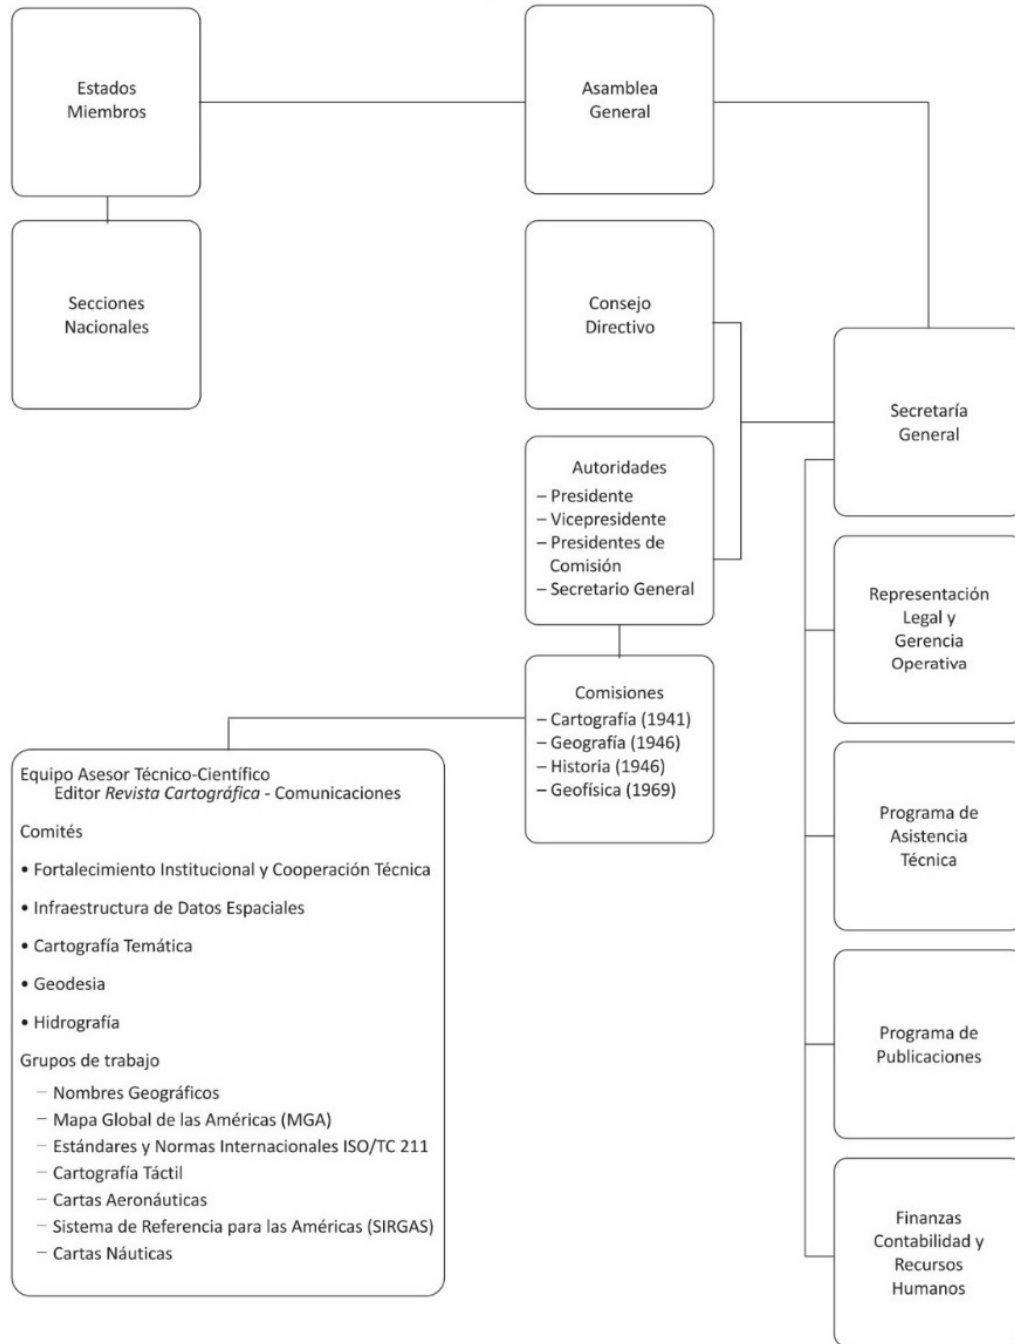 Estados
Miembros
Asamblea
General
Secciones
Nacionales
Consejo
Directivo
Secretaría
General
Autoridades
– Presidente
– Vicepresidente
– Presidentes de
Comisión
– Secretario General
Representación
Legal y
Gerencia
Operativa
Comisiones
– Cartografía (1941)
– Geografía (1946)
– Historia (1946)
– Geofísica (1969)
Equipo Asesor Técnico-Científico
Editor Revista Cartográfica - Comunicaciones
Comités
• Fortalecimiento Institucional y Cooperación Técnica
• Infraestructura de Datos Espaciales
• Cartografía Temática
• Geodesia
• Hidrografía
Grupos de trabajo
– Nombres Geográficos
– Mapa Global de las Américas (MGA)
– Estándares y Normas Internacionales ISO/TC 211
– Cartografía Táctil
– Cartas Aeronáuticas
– Sistema de Referencia para las Américas (SIRGAS)
– Cartas Náuticas
Programa de
Asistencia
Técnica
Programa de
Publicaciones
Finanzas
Contabilidad y
Recursos
Humanos